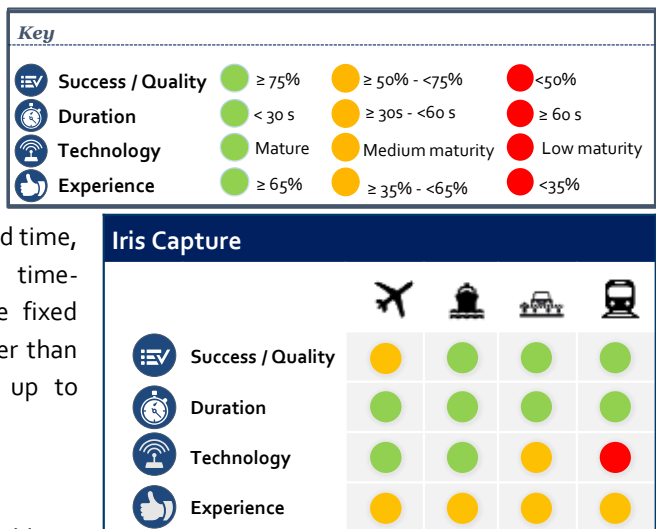 Key
Success / Quality ≥ 75% ≥ 50% - <75% <50%
Duration < 30 s ≥ 30s - <60 s ≥ 60 s
Technology Mature Medium maturity Low maturity
Experience ≥ 65% ≥ 35% - <65% <35%
d time,
time-
e fixed
er than
up to
Iris Capture
Success / Quality
Duration
Technology
Experience